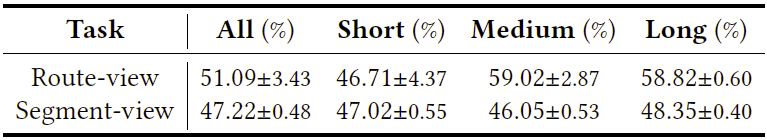 Task All (%) Short (%) Medium (%) Long (%)
Route-view 51.09±3.43 46.71±4.37 59.02±2.87 58.82±0.60
Segment-view 47.22±0.48 47.02±0.55 46.05±0.53 48.35±0.40